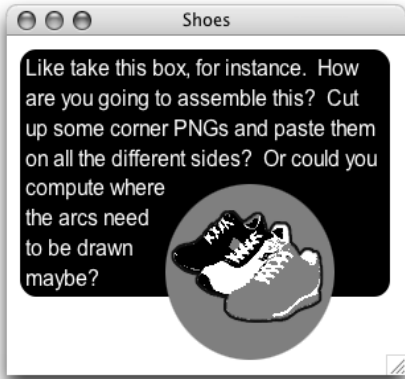 Shoes
Like take this box, for instance.  How
are you going to assemble this?  Cut
up some corner PNGs and paste them
on all the different sides?  Or could you
compute where
the arcs need
to be drawn
maybe?